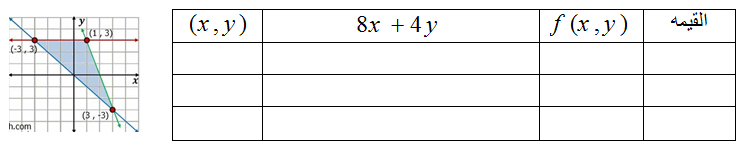 y
(1 , 3)
(-3 , 3)
x
(3 , -3)
h.com
(x , y) 8x + 4y f (x , y) القيمه